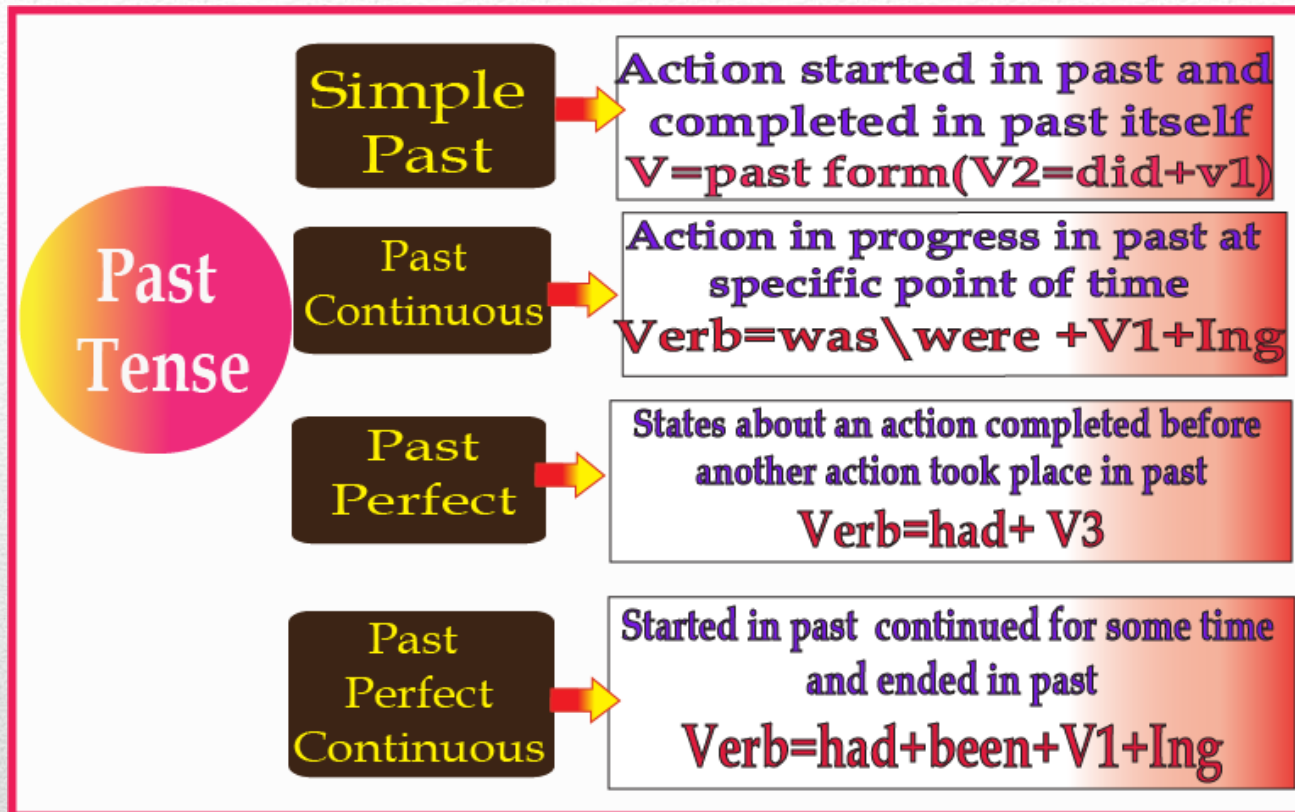 Past
Tense
Simple
Past
Action started in past and
completed in past itself
V=past form(V2=did+v1)
Past
Continuous
Action in progress in past at
specific point of time
Verb=was\were +V1+Ing
Past
Perfect
States about an action completed before
another action took place in past
Verb=had+ V3
Past
Perfect
Continuous
Started in past continued for some time
and ended in past
Verb=had+been+V1+Ing